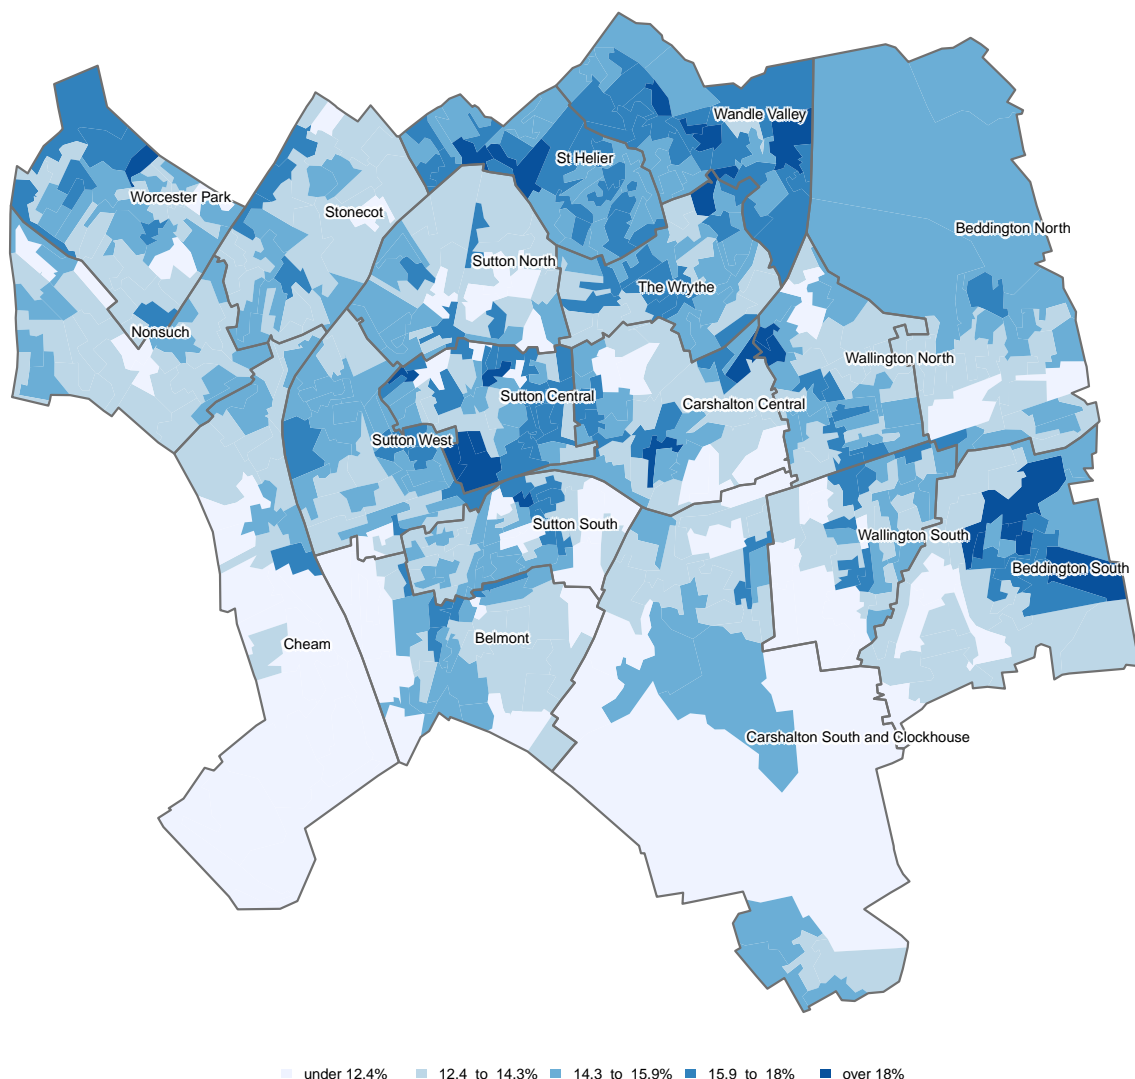 Wandle Valley
St Helier
Worcester Park
Stonecot
Beddington North
Sutton North
The Wrythe
Nonsuch
Wallington North
Sutton Central
Carshalton Central
Sutton West
Sutton South
Wallington South
Beddington South
Belmont
Cheam
Carshalton South and Clockhouse
under 12.4% 12.4 to 14.3% 14.3 to 15.9% 15.9 to 18% over 18%